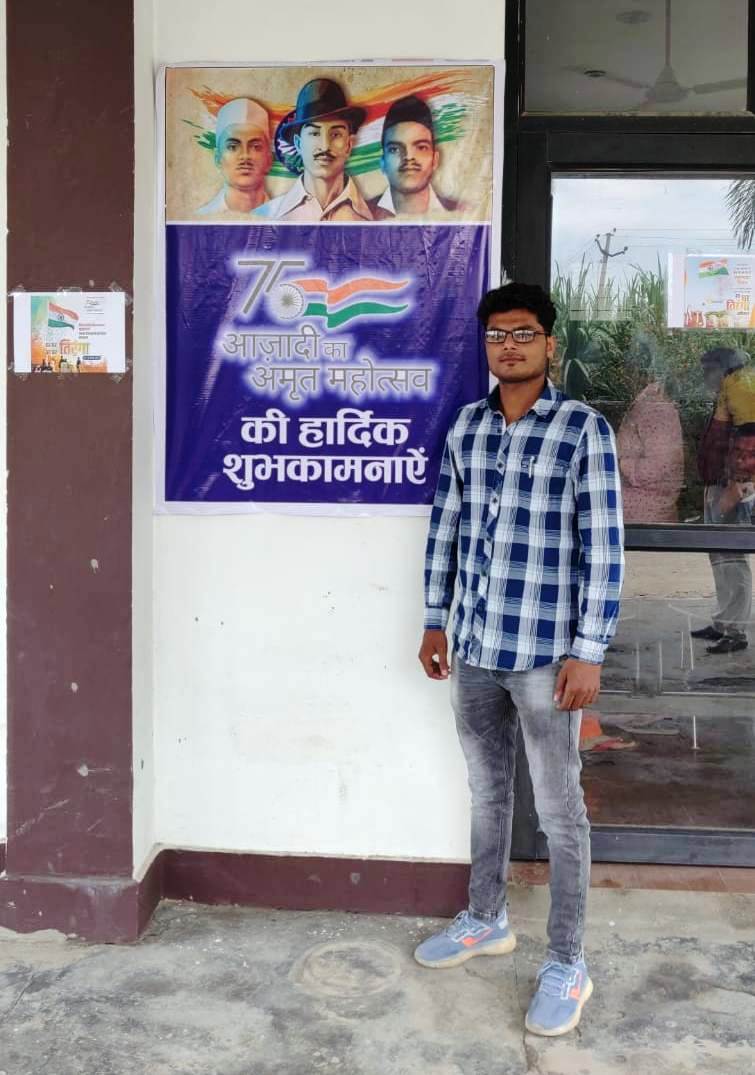 75
आज़ादी का
अमृत महोत्सव
की हार्दिक
शुभकामनाऐं
तिरंगा